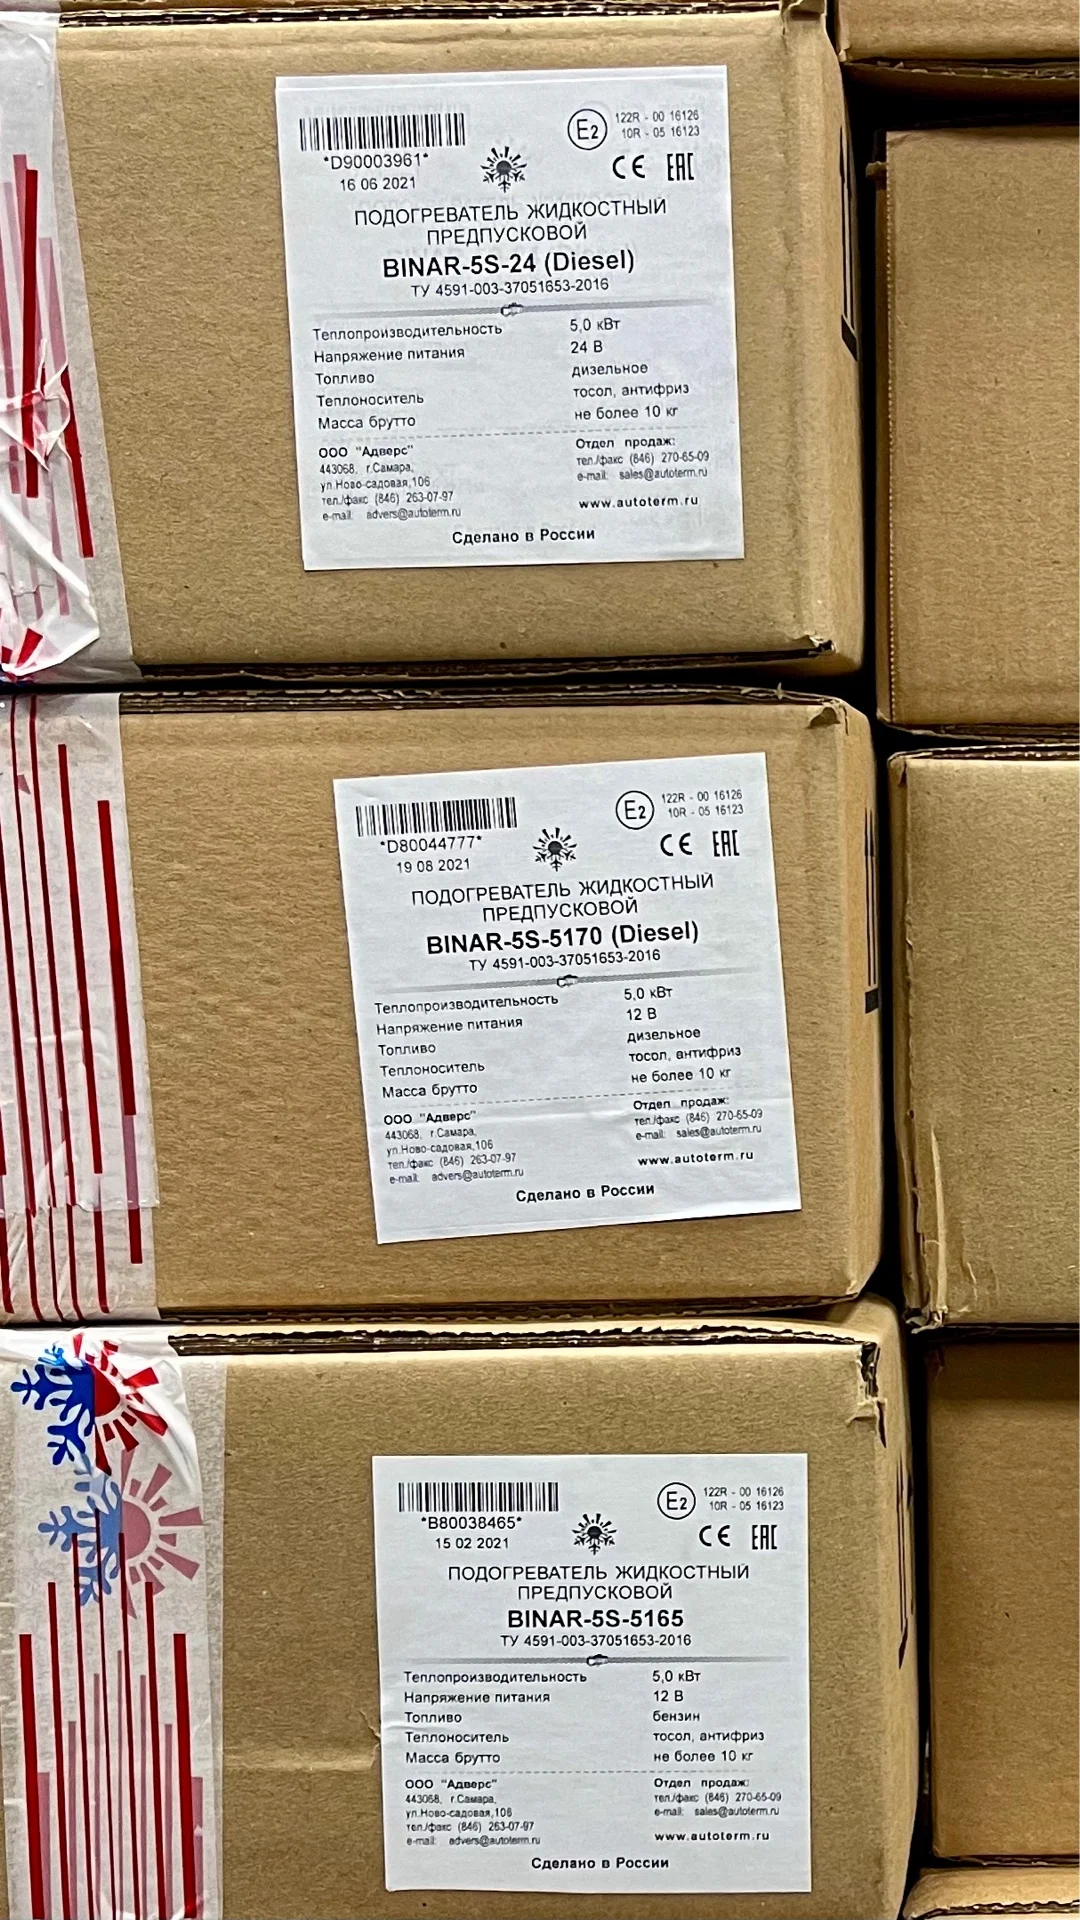 122R - 00 16126
10R - 05 16123
E2
*D90003961*
16 06 2021
CE EAC
ПОДОГРЕВАТЕЛЬ ЖИДКОСТНЫЙ
ПРЕДПУСКОВОЙ
BINAR-5S-24 (Diesel)
ТУ 4591-003-37051653-2016
Теплопроизводительность 5,0 кВт
Напряжение питания 24 В
Топливо дизельное
Теплоноситель тосол, антифриз
Масса брутто не более 10 кг
ООО "Адверс" Отдел продаж:
443068, г.Самара, тел./факс (846) 270-65-09
ул.Ново-садовая,106 e-mail: sales@autoterm.ru
тел./факс (846) 263-07-97
e-mail: advers@autoterm.ru www.autoterm.ru
Сделано в России
122R - 00 16126
10R - 05 16123
E2
*D80044777*
19 08 2021
CE EAC
ПОДОГРЕВАТЕЛЬ ЖИДКОСТНЫЙ
ПРЕДПУСКОВОЙ
BINAR-5S-5170 (Diesel)
ТУ 4591-003-37051653-2016
Теплопроизводительность 5,0 кВт
Напряжение питания 12 В
Топливо дизельное
Теплоноситель тосол, антифриз
Масса брутто не более 10 кг
ООО "Адверс" Отдел продаж:
443068, г.Самара, тел./факс (846) 270-65-09
ул.Ново-садовая,106 e-mail: sales@autoterm.ru
тел./факс (846) 263-07-97
e-mail: advers@autoterm.ru www.autoterm.ru
Сделано в России
122R - 00 16126
10R - 05 16123
E2
*B80038465*
15 02 2021
CE EAC
ПОДОГРЕВАТЕЛЬ ЖИДКОСТНЫЙ
ПРЕДПУСКОВОЙ
BINAR-5S-5165
ТУ 4591-003-37051653-2016
Теплопроизводительность 5,0 кВт
Напряжение питания 12 В
Топливо бензин
Теплоноситель тосол, антифриз
Масса брутто не более 10 кг
ООО "Адверс" Отдел продаж:
443068, г.Самара, тел./факс (846) 270-65-09
ул.Ново-садовая,106 e-mail: sales@autoterm.ru
тел./факс (846) 263-07-97
e-mail: advers@autoterm.ru www.autoterm.ru
Сделано в России